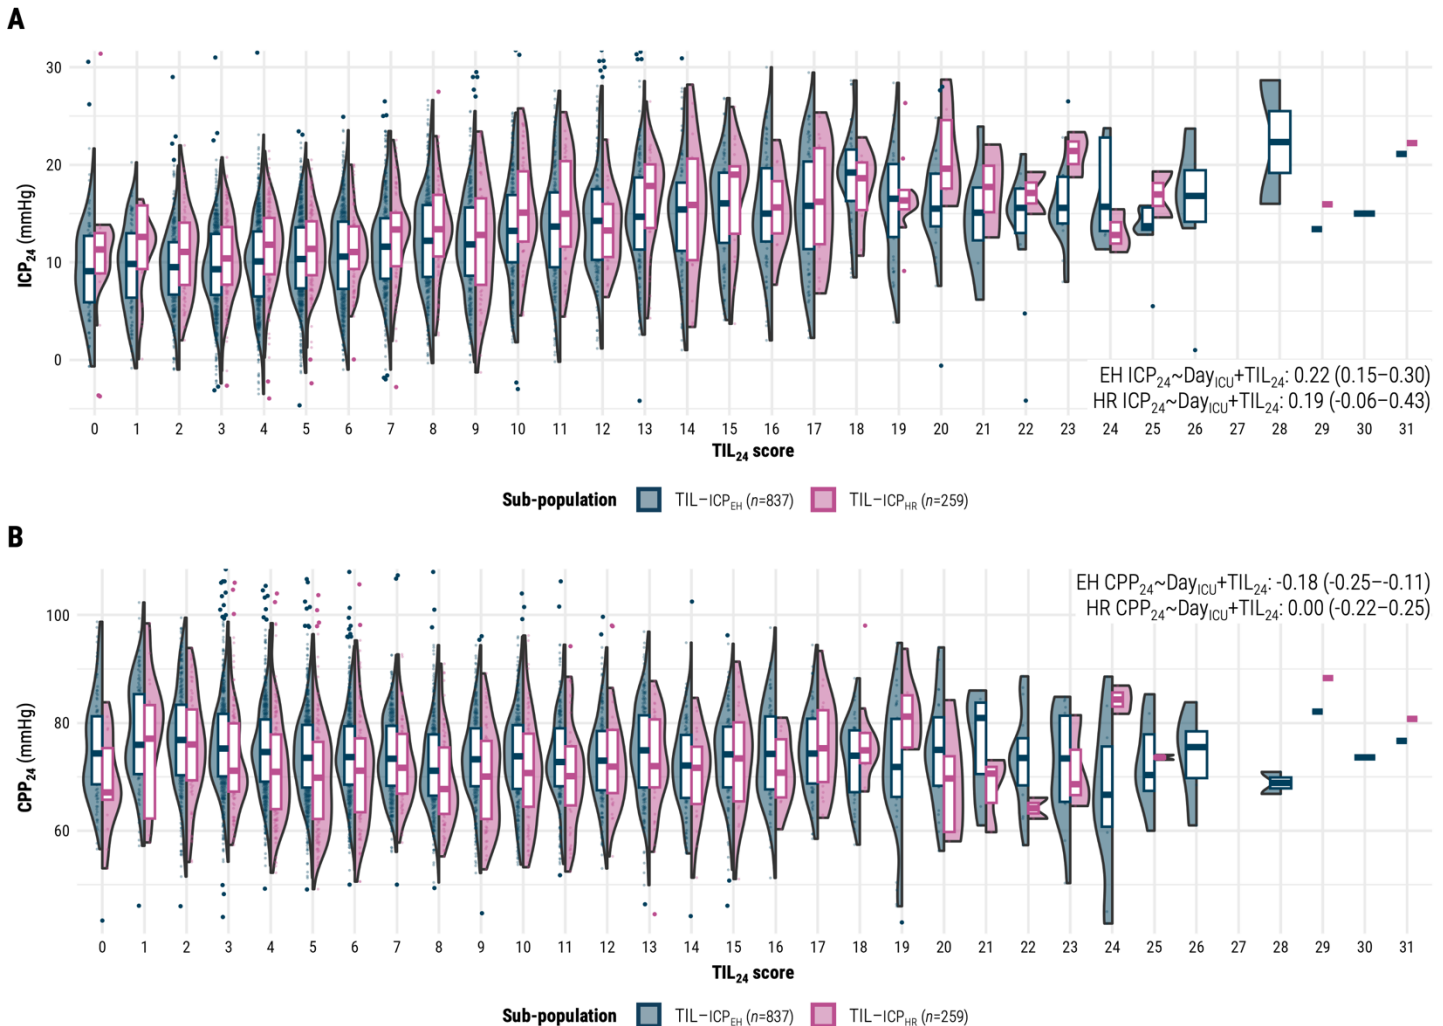 A
30
20
10
0
ICP24 (mmHg)
EH ICP24~DayICU+TIL24: 0.22 (0.15–0.30)
HR ICP24~DayICU+TIL24: 0.19 (-0.06–0.43)
0 1 2 3 4 5 6 7 8 9 10 11 12 13 14 15 16 17 18 19 20 21 22 23 24 25 26 27 28 29 30 31
TIL24 score
Sub-population TIL–ICPEH (n=837) TIL–ICPHR (n=259)
B
EH CPP24~DayICU+TIL24: -0.18 (-0.25–-0.11)
HR CPP24~DayICU+TIL24: 0.00 (-0.22–0.25)
100
80
60
CPP24 (mmHg)
0 1 2 3 4 5 6 7 8 9 10 11 12 13 14 15 16 17 18 19 20 21 22 23 24 25 26 27 28 29 30 31
TIL24 score
Sub-population TIL–ICPEH (n=837) TIL–ICPHR (n=259)